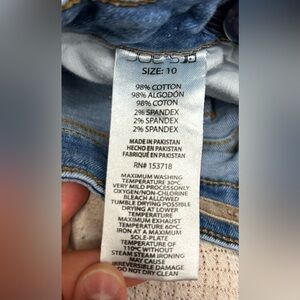 JOE'S
SIZE: 10
98% COTTON
98% ALGODÓN
98% COTON
2% SPANDEX
2% SPANDEX
2% SPANDEX
MADE IN PAKISTAN
HECHO EN PAKISTAN
FABRIQUÉ EN PAKISTAN
RN# 153718
MAXIMUM WASHING
TEMPERATURE 30°C
VERY MILD PROCESSONLY
OXYGEN/NON-CHLORINE
BLEACH ALLOWED
TUMBLE DRYING POSSIBLE
DRYING AT LOWER
TEMPERATURE
MAXIMUM EXHAUST
TEMPERATURE 60°C.
IRON AT A MAXIMUM
SOLE-PLATE
TEMPERATURE OF
110°C WITHOUT
STEAM STEAM IRONING
MAY CAUSE
IRREVERSIBLE DAMAGE
DO NOT DRY CLEAN